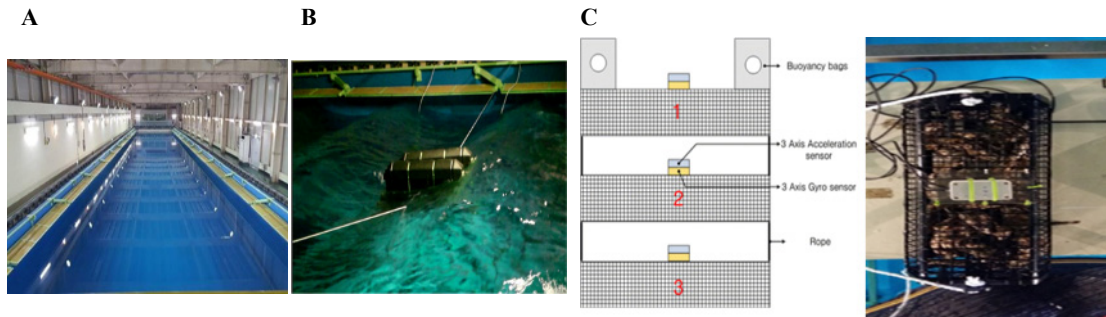 A
B
C
Buoyancy bags
1
3 Axis Acceleration
sensor
3 Axis Gyro sensor
2
Rope
3